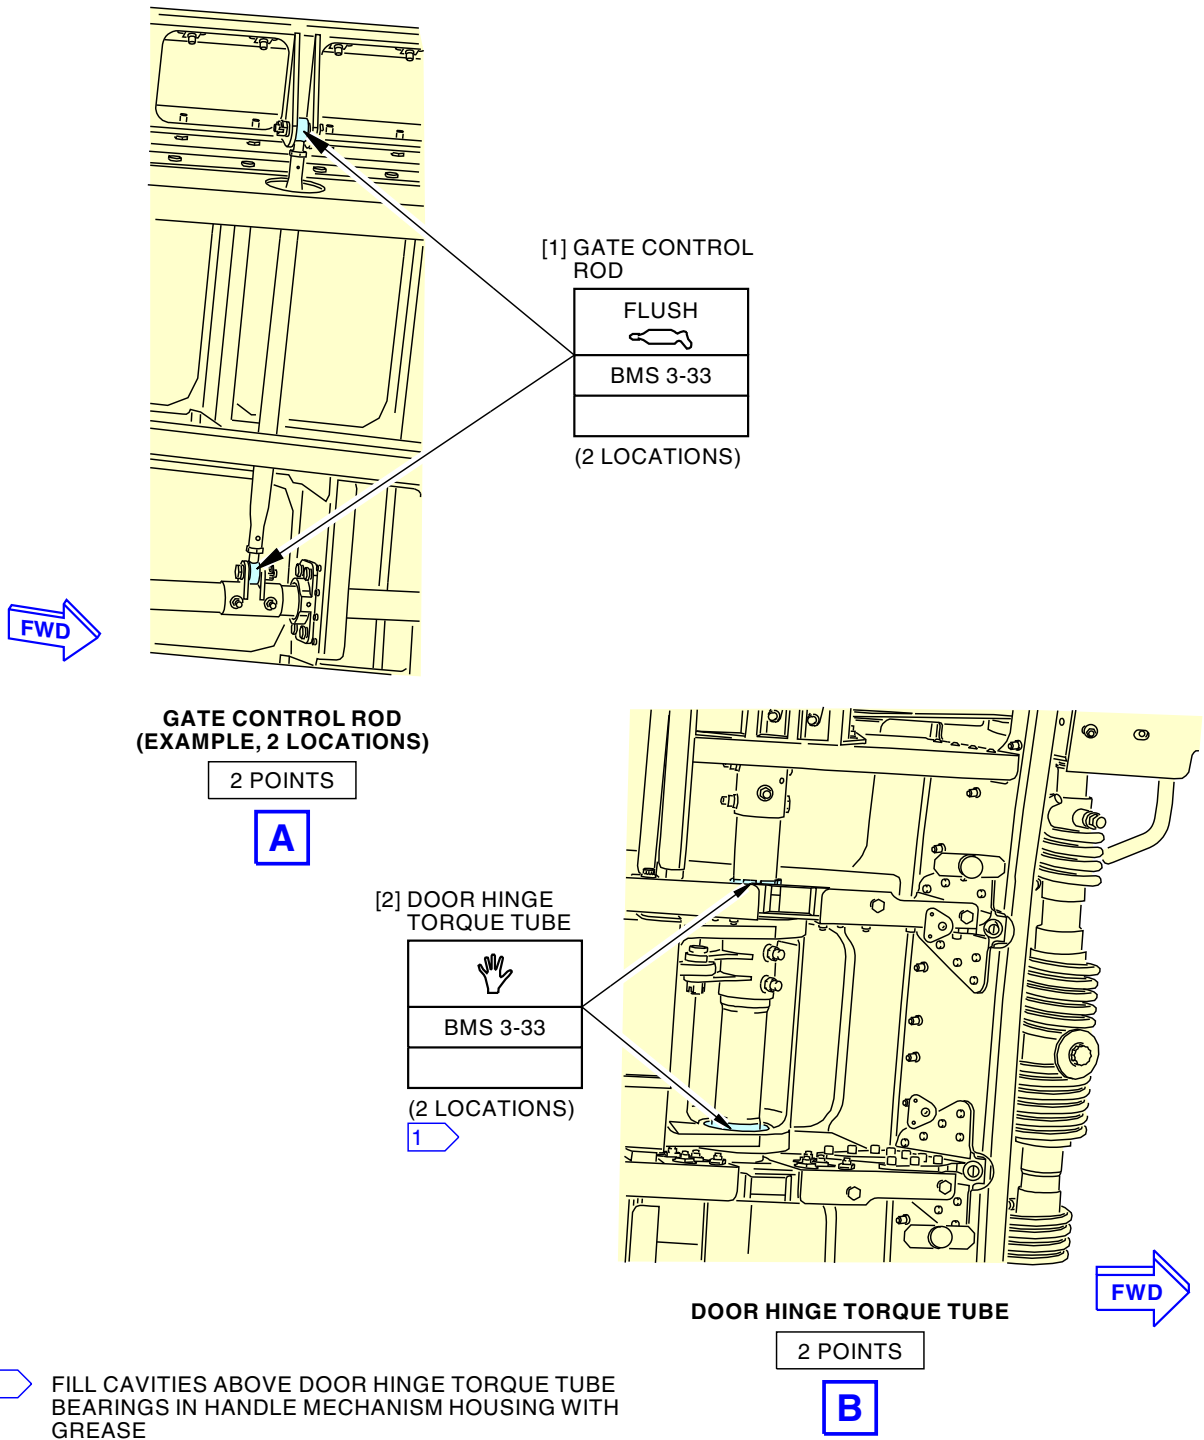 [1] GATE CONTROL
ROD
FLUSH
BMS 3-33
(2 LOCATIONS)
FWD
GATE CONTROL ROD
(EXAMPLE, 2 LOCATIONS)
2 POINTS
A
[2] DOOR HINGE
TORQUE TUBE
BMS 3-33
(2 LOCATIONS)
1
FWD
DOOR HINGE TORQUE TUBE
2 POINTS
B
FILL CAVITIES ABOVE DOOR HINGE TORQUE TUBE
BEARINGS IN HANDLE MECHANISM HOUSING WITH
GREASE